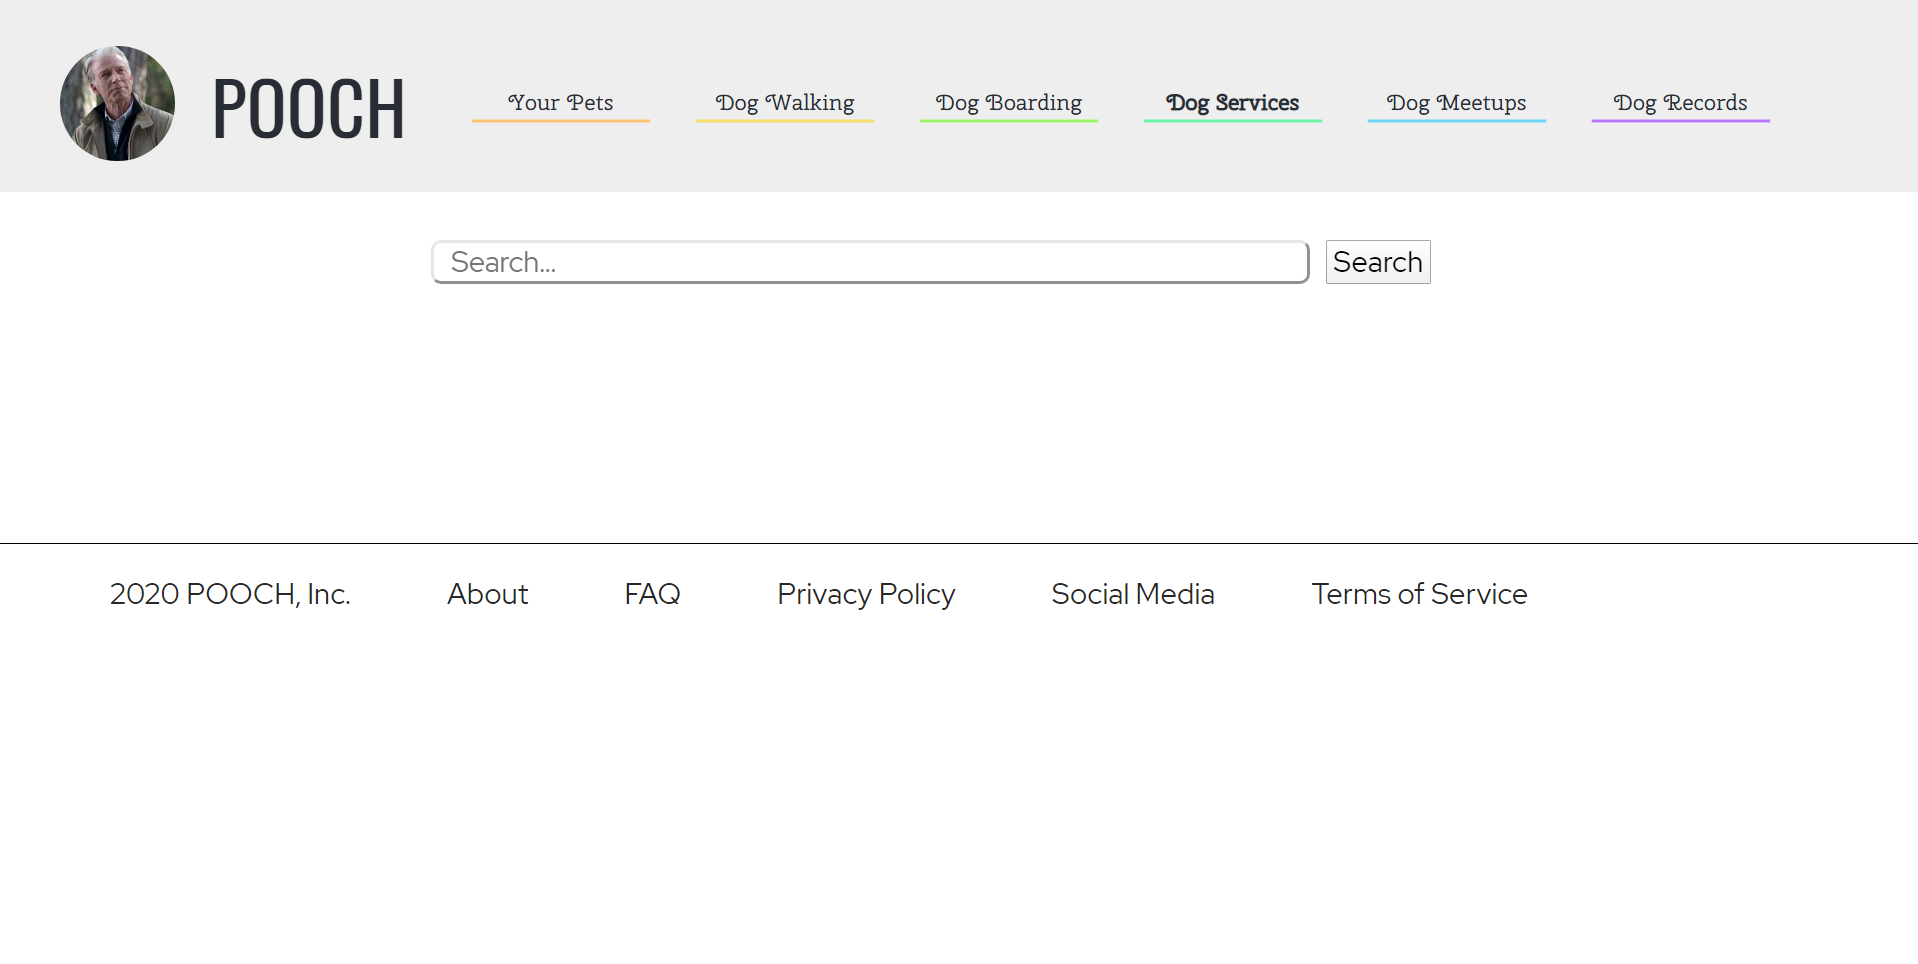 POOCH
Your Pets Dog Walking Dog Boarding Dog Services Dog Meetups Dog Records
Search... Search
2020 POOCH, Inc. About FAQ Privacy Policy Social Media Terms of Service